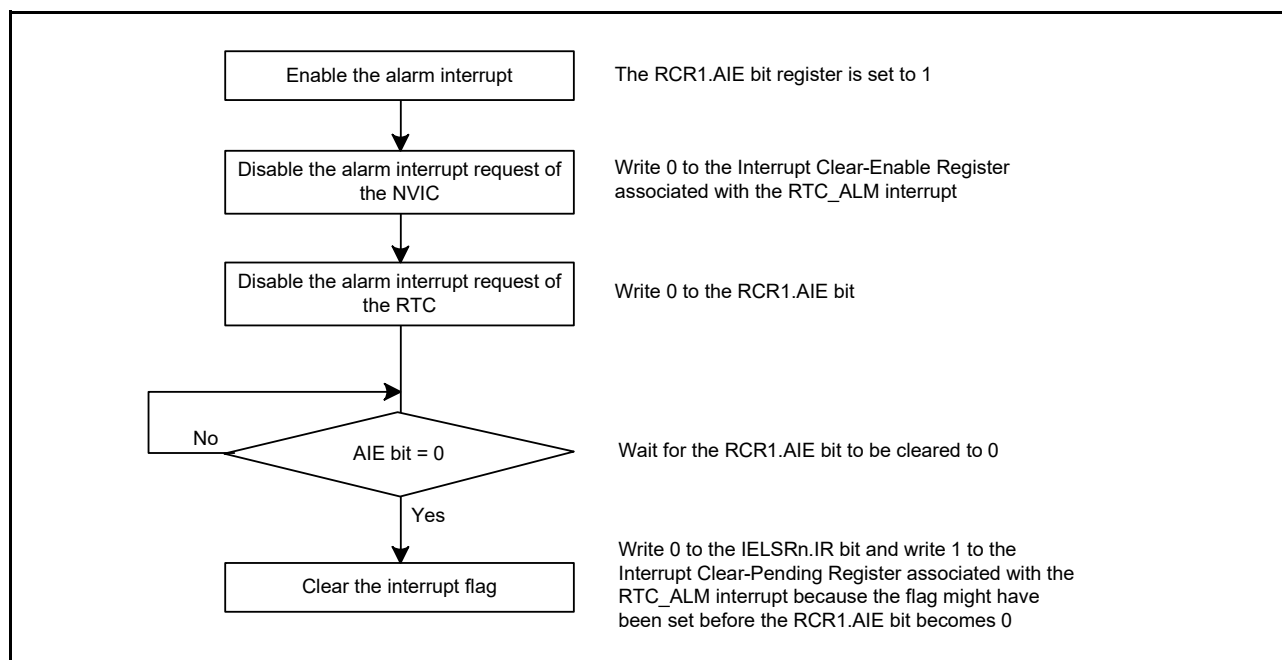 Enable the alarm interrupt
The RCR1.AIE bit register is set to 1
Disable the alarm interrupt request of
the NVIC
Write 0 to the Interrupt Clear-Enable Register
associated with the RTC_ALM interrupt
Disable the alarm interrupt request of
the RTC
Write 0 to the RCR1.AIE bit
No
AIE bit = 0
Wait for the RCR1.AIE bit to be cleared to 0
Yes
Clear the interrupt flag
Write 0 to the IELSRn.IR bit and write 1 to the
Interrupt Clear-Pending Register associated with the
RTC_ALM interrupt because the flag might have
been set before the RCR1.AIE bit becomes 0